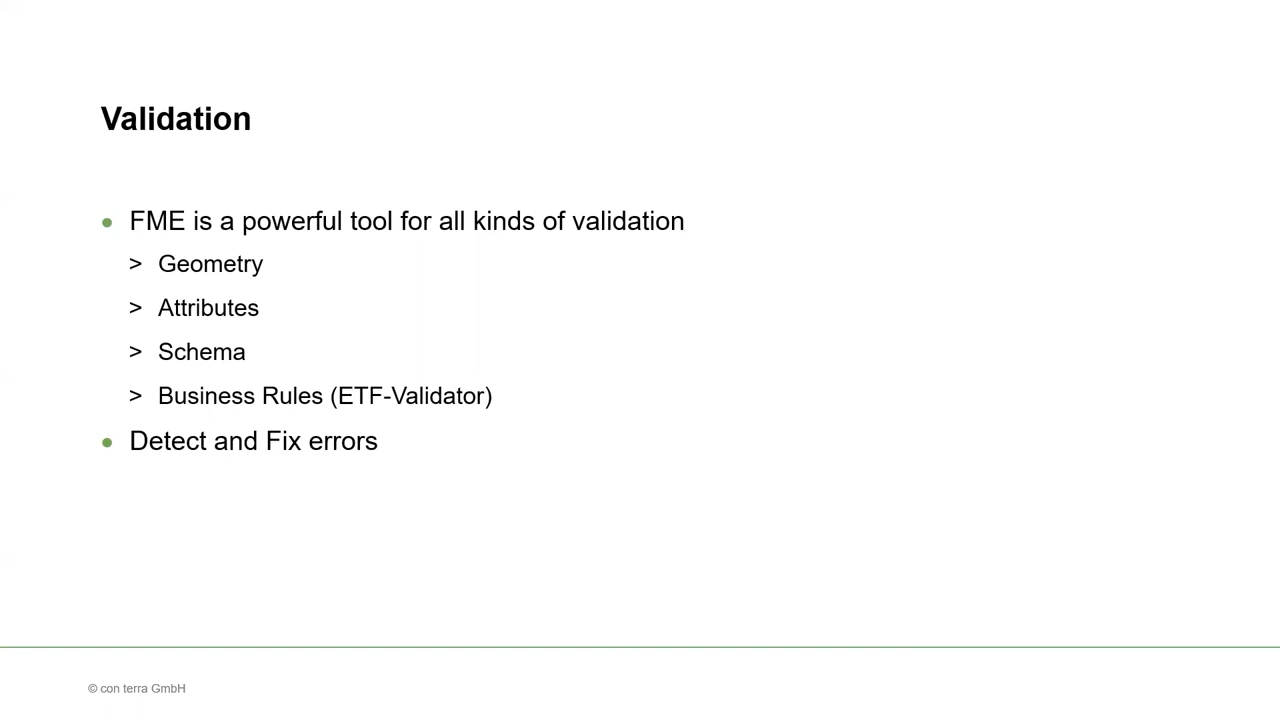 Validation
● FME is a powerful tool for all kinds of validation
> Geometry
> Attributes
> Schema
> Business Rules (ETF-Validator)
● Detect and Fix errors
© con terra GmbH